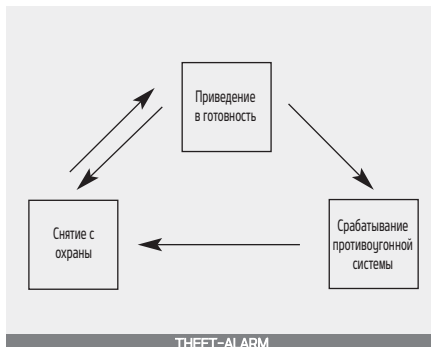 Приведение
в готовность
Снятие с
охраны
Срабатывание
противоугонной
системы
THEFT-ALARM